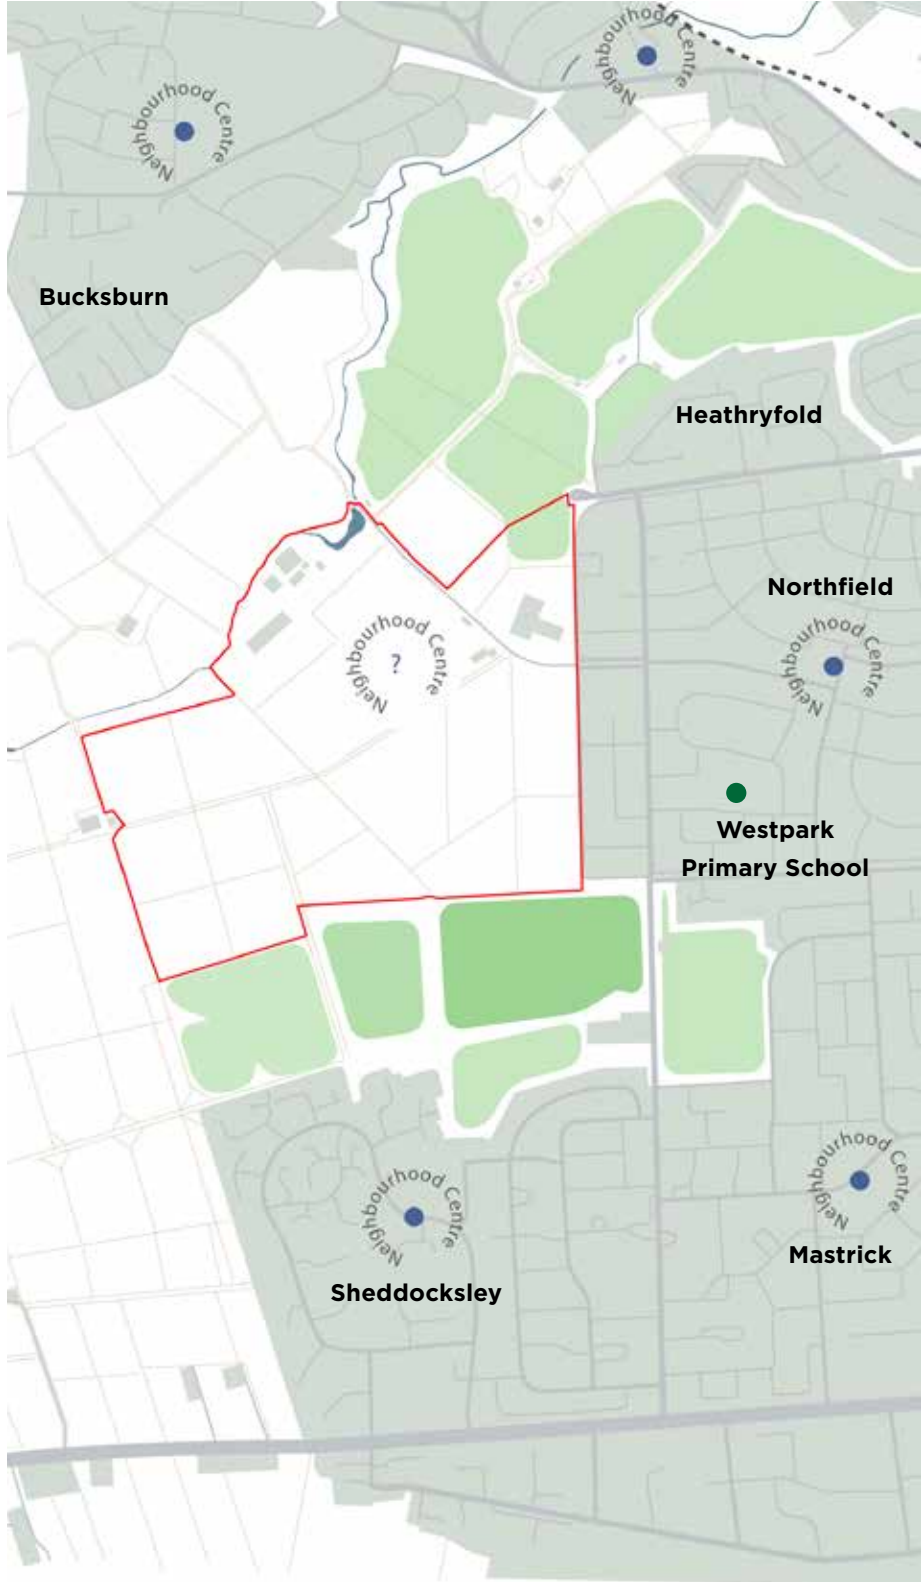 Neighbourhood Centre
Neighbourhood Centre
Bucksburn
Heathryfold
Northfield
Neighbourhood Centre
?
Neighbourhood Centre
Westpark
Primary School
Neighbourhood Centre
Neighbourhood Centre
Mastrick
Sheddocksley